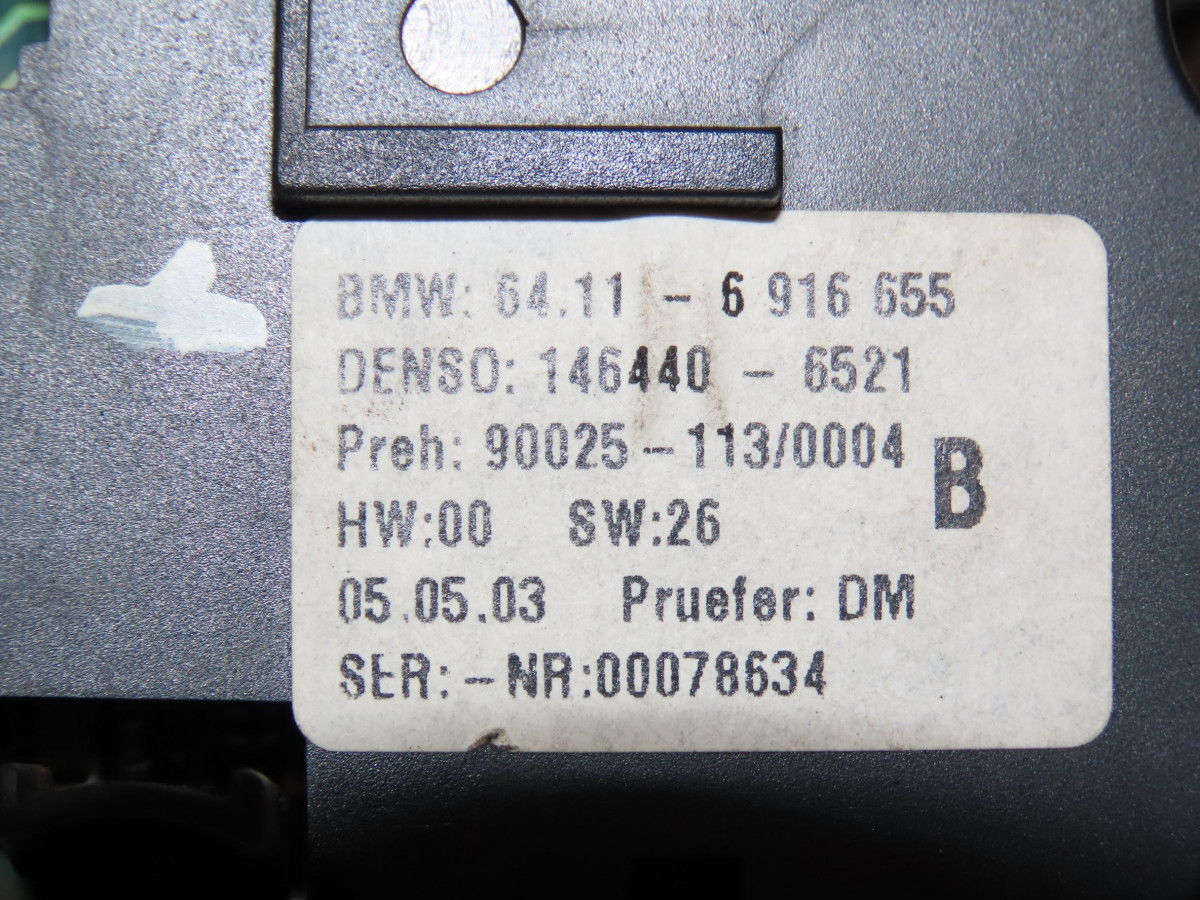 BMW: 64.11 - 6 916 655
DENSO: 146440 - 6521
Preh: 90025 - 113/0004
B
HW:00 SW:26
05.05.03 Pruefer: DM
SER: - NR:00078634